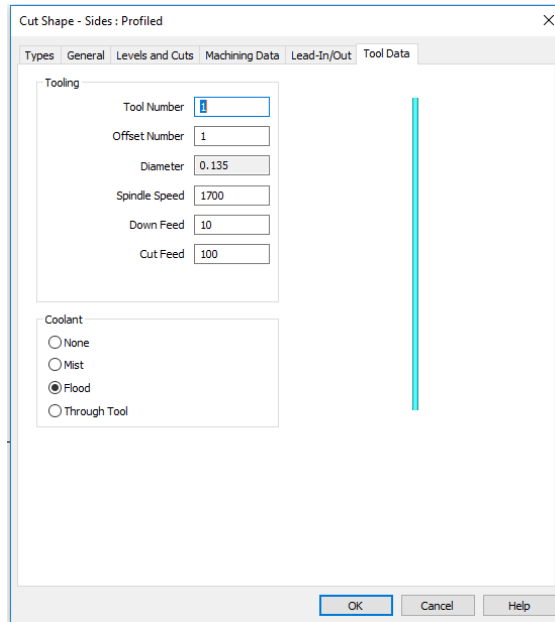 Cut Shape - Sides : Profiled
Types General Levels and Cuts Machining Data Lead-In/Out Tool Data
Tooling
Tool Number 1
Offset Number 1
Diameter 0.135
Spindle Speed 1700
Down Feed 10
Cut Feed 100
Coolant
None
Mist
Flood
Through Tool
OK Cancel Help